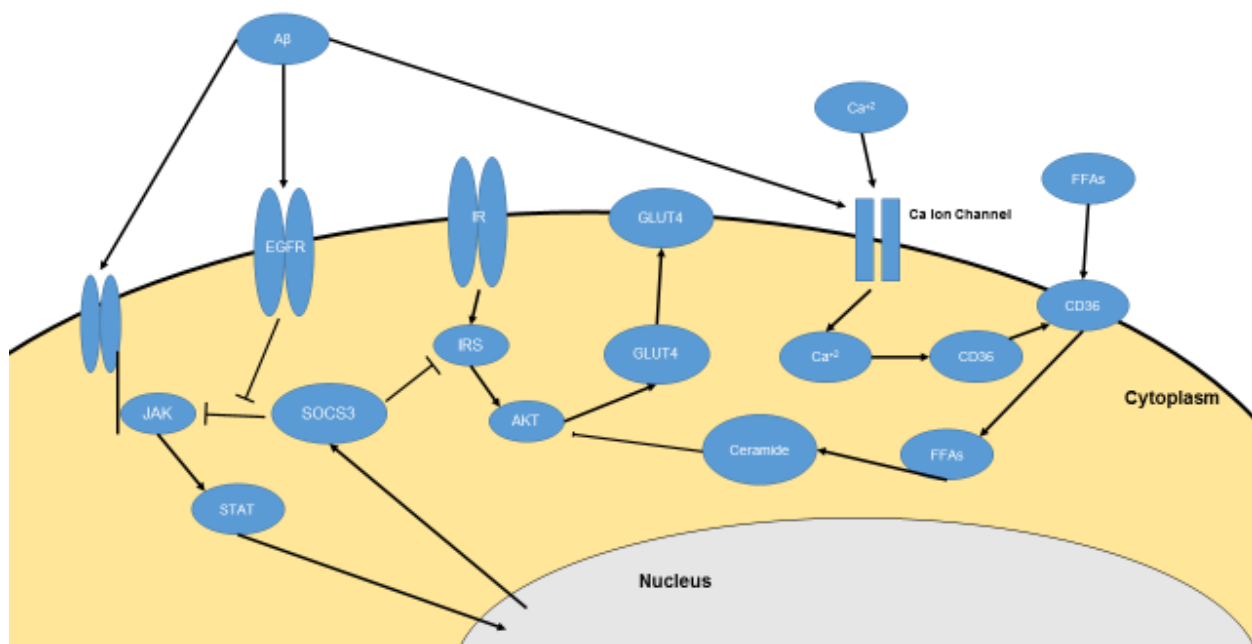 Aβ
Ca⁺²
FFAs
IR
GLUT4
Ca Ion Channel
EGFR
CD36
IRS
GLUT4
Ca⁺²
CD36
Cytoplasm
JAK
SOCS3
AKT
Ceramide
FFAs
STAT
Nucleus